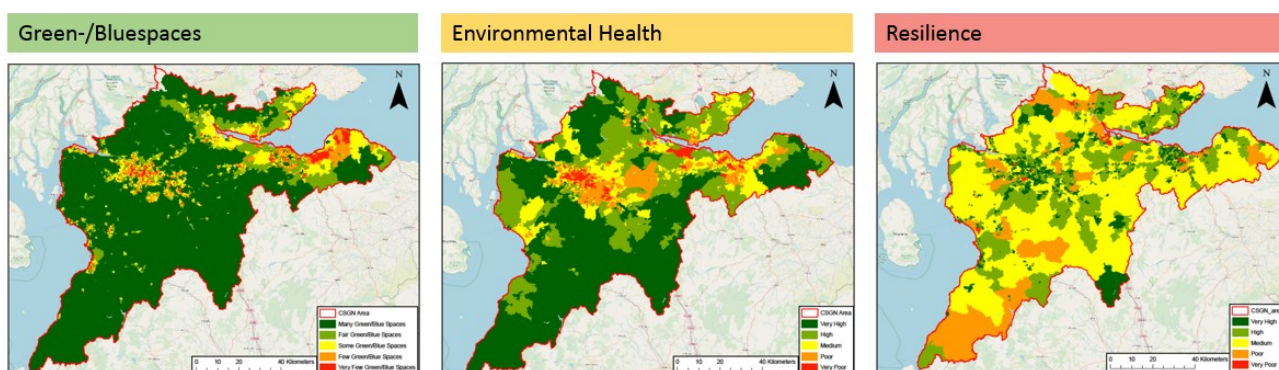 Green-/Bluespaces
Environmental Health
Resilience
N
CSGN Area
Many Green/Blue Spaces
Fair Green/Blue Spaces
Some Green/Blue Spaces
Few Green/Blue Spaces
Very Few Green/Blue Spaces
0 10 20 40 Kilometers
N
CSGN Area
Very High
High
Medium
Poor
Very Poor
0 10 20 40 Kilometers
N
CSGN_area
Very High
High
Medium
Poor
Very Poor
0 10 20 40 Kilometers